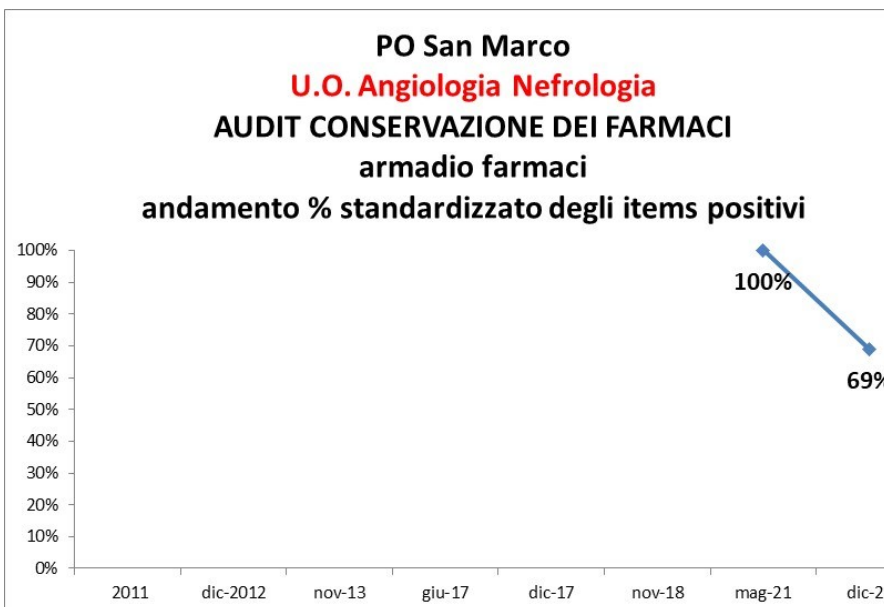 PO San Marco
U.O. Angiologia Nefrologia
AUDIT CONSERVAZIONE DEI FARMACI
armadio farmaci
andamento % standardizzato degli items positivi
100%
90%
80%
70%
60%
50%
40%
30%
20%
10%
0%
100%
69%
2011 dic-2012 nov-13 giu-17 dic-17 nov-18 mag-21